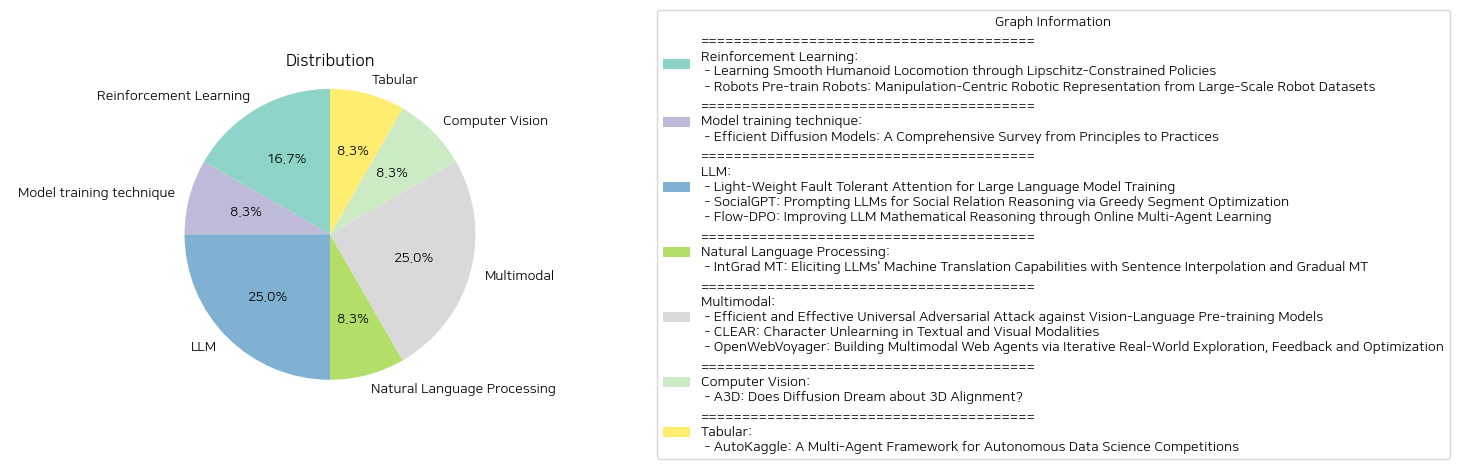 Distribution
Tabular
Reinforcement Learning
Computer Vision
8.3%
16.7%
8.3%
Model training technique
8.3%
25.0%
Multimodal
25.0%
8.3%
LLM
Natural Language Processing
Graph Information
========================================
Reinforcement Learning:
- Learning Smooth Humanoid Locomotion through Lipschitz-Constrained Policies
- Robots Pre-train Robots: Manipulation-Centric Robotic Representation from Large-Scale Robot Datasets
========================================
Model training technique:
- Efficient Diffusion Models: A Comprehensive Survey from Principles to Practices
========================================
LLM:
- Light-Weight Fault Tolerant Attention for Large Language Model Training
- SocialGPT: Prompting LLMs for Social Relation Reasoning via Greedy Segment Optimization
- Flow-DPO: Improving LLM Mathematical Reasoning through Online Multi-Agent Learning
========================================
Natural Language Processing:
- IntGrad MT: Eliciting LLMs' Machine Translation Capabilities with Sentence Interpolation and Gradual MT
========================================
Multimodal:
- Efficient and Effective Universal Adversarial Attack against Vision-Language Pre-training Models
- CLEAR: Character Unlearning in Textual and Visual Modalities
- OpenWebVoyager: Building Multimodal Web Agents via Iterative Real-World Exploration, Feedback and Optimization
========================================
Computer Vision:
- A3D: Does Diffusion Dream about 3D Alignment?
========================================
Tabular:
- AutoKaggle: A Multi-Agent Framework for Autonomous Data Science Competitions